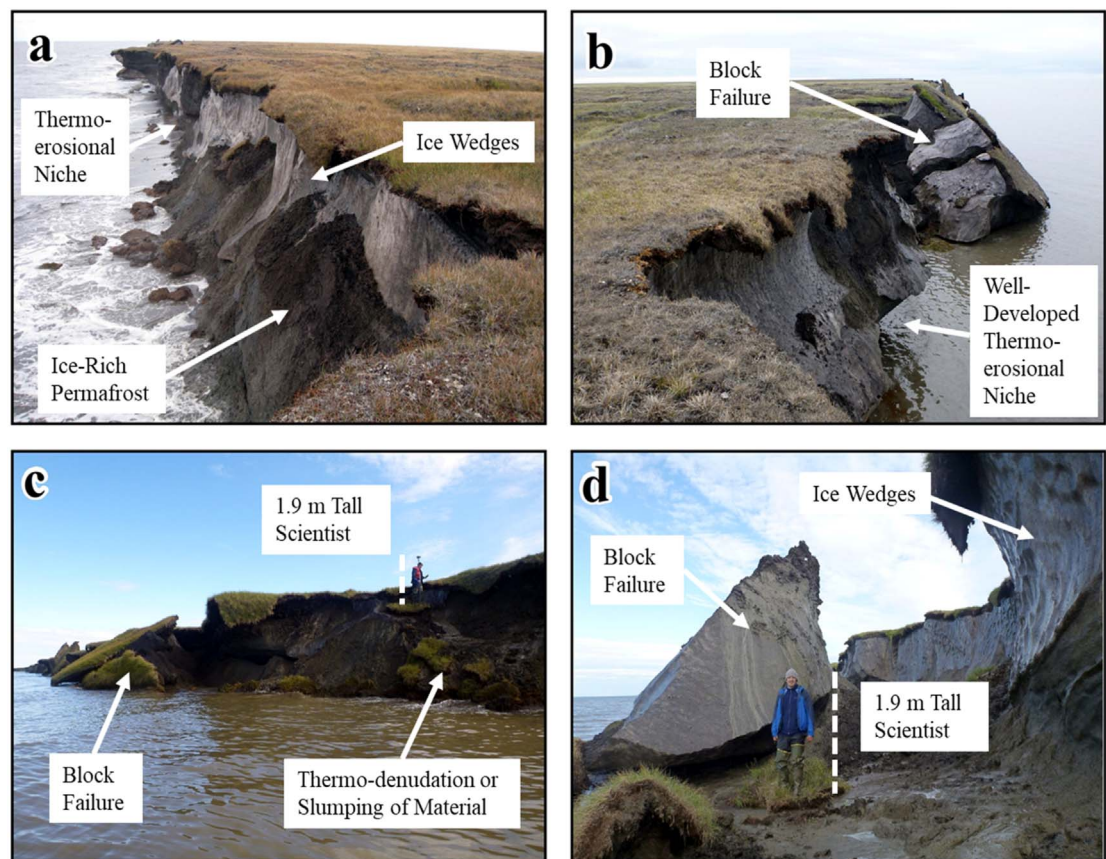 a
Thermo-
erosional
Niche
Ice Wedges
Ice-Rich
Permafrost
b
Block
Failure
Well-
Developed
Thermo-
erosional
Niche
c
1.9 m Tall
Scientist
Block
Failure
Thermo-denudation or
Slumping of Material
d
Ice Wedges
Block
Failure
1.9 m Tall
Scientist